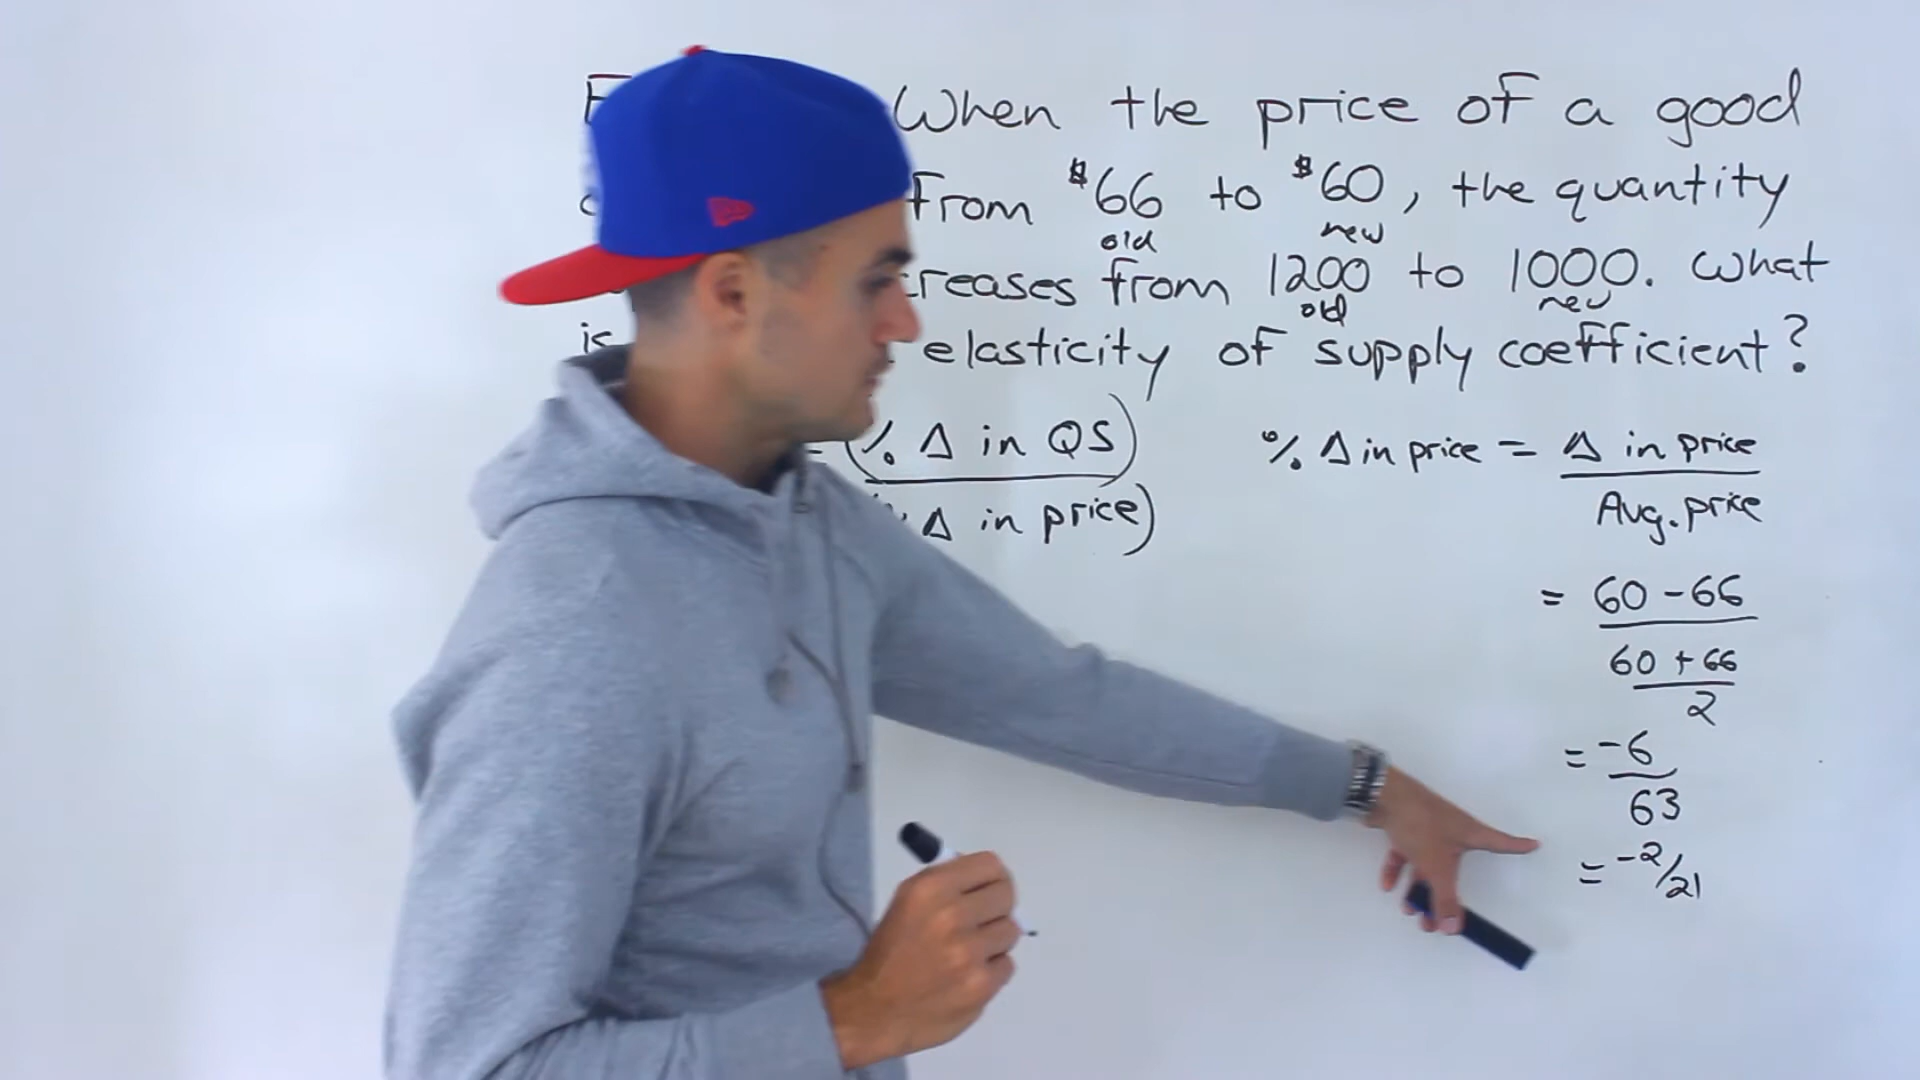 When the price of a good
From $66 to $60, the quantity
old new
creases from 1200 to 1000. What
old new
is elasticity of supply coefficient?
= (% Δ in QS)
Δ in price)
% Δ in price = Δ in price
Avg. price
= 60 - 66
60 + 66
2
= -6
63
= -2/21